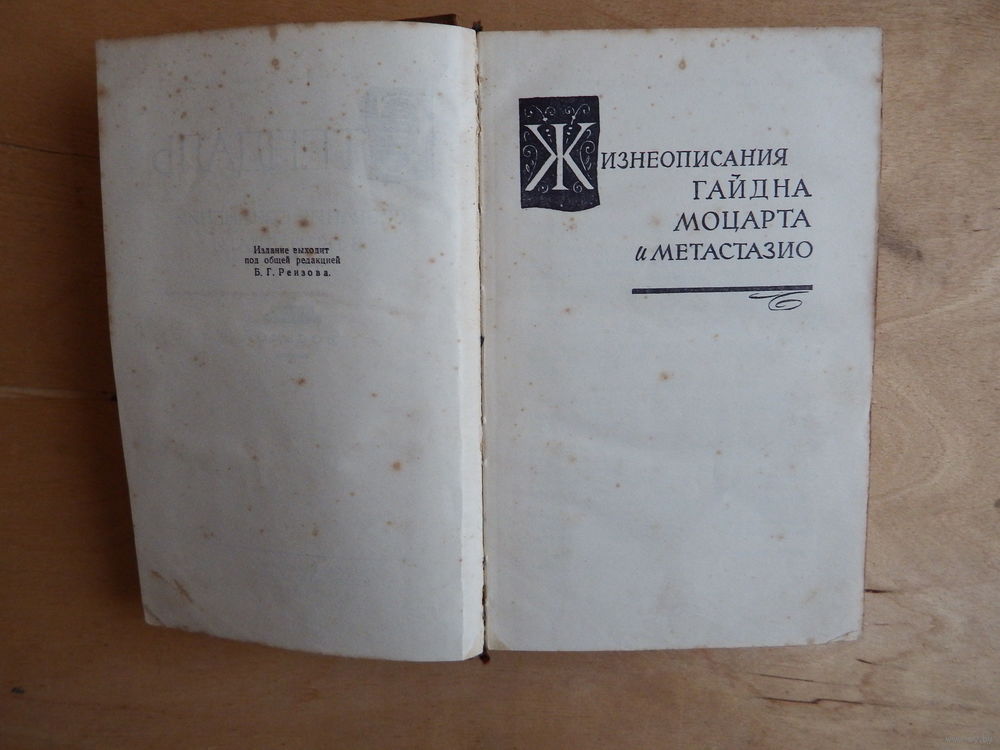 Издание выходит
под общей редакцией
Б. Г. Реизова.
ЖИЗНЕОПИСАНИЯ
ГАЙДНА
МОЦАРТА
и МЕТАСТАЗИО